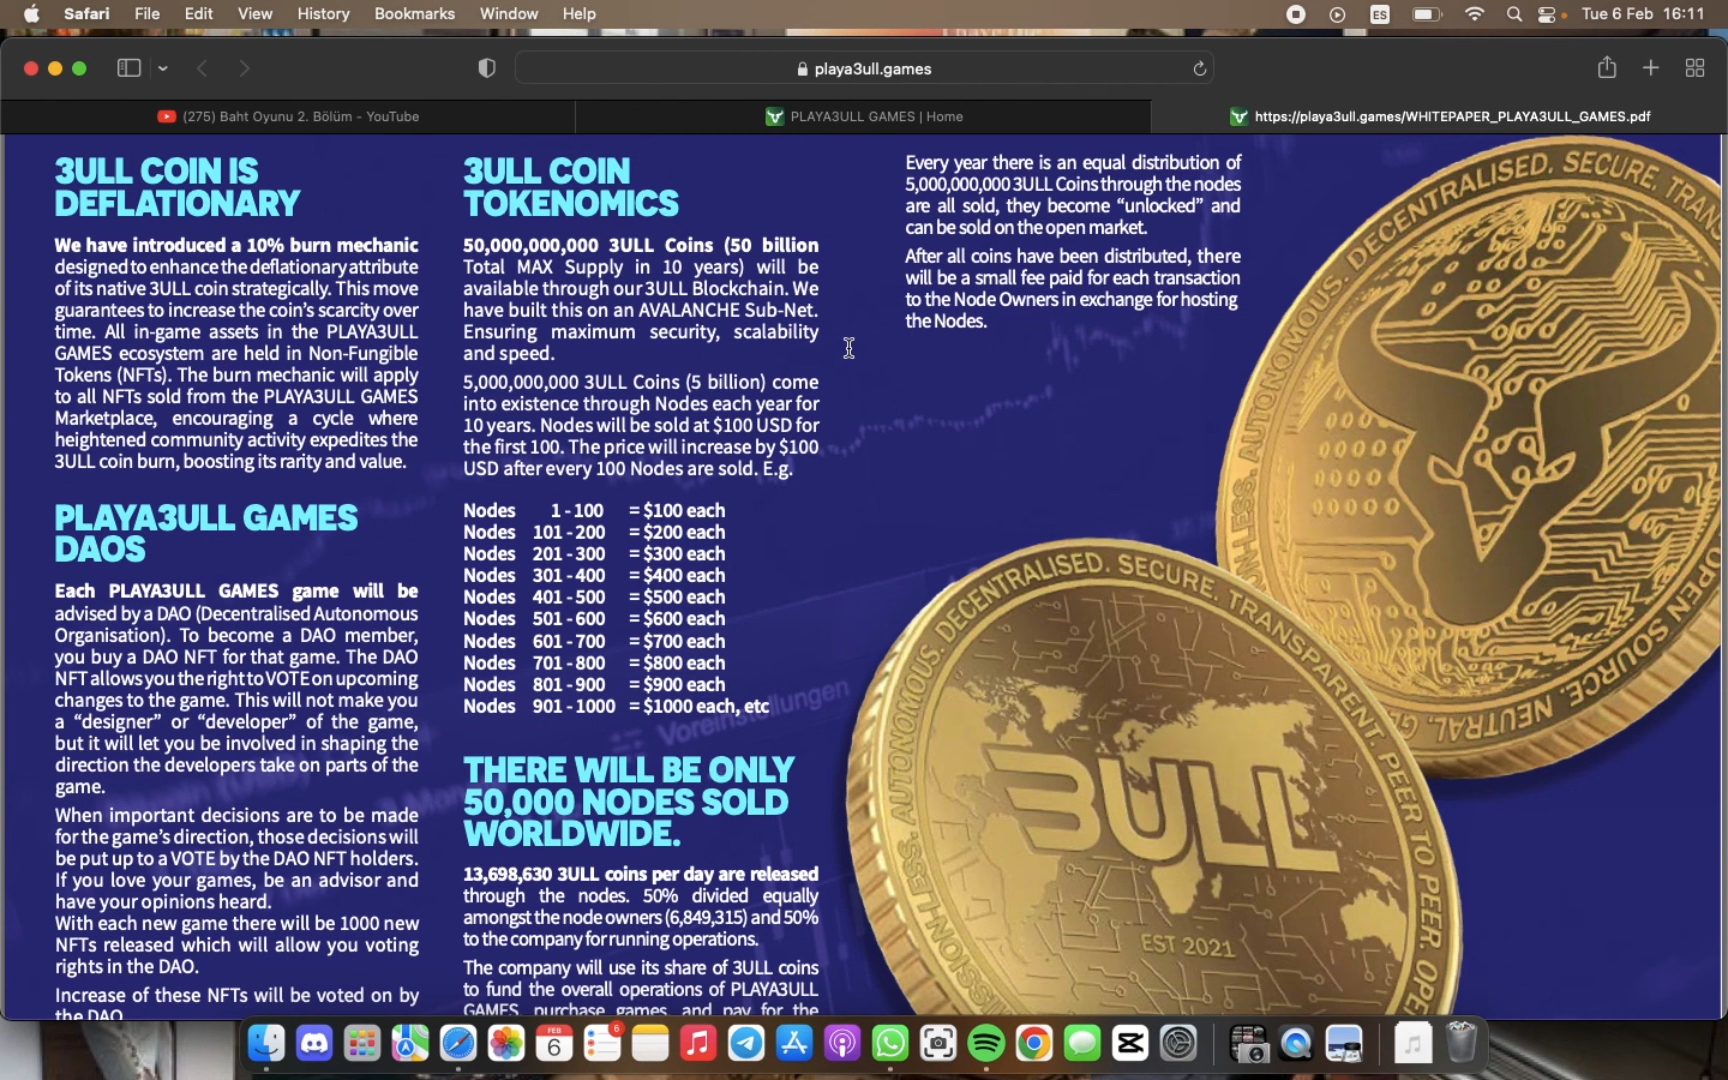 Safari File Edit View History Bookmarks Window Help
ES
Tue 6 Feb 16:11
playa3ull.games
(275) Baht Oyunu 2. Bölüm - YouTube
PLAYA3ULL GAMES | Home
https://playa3ull.games/WHITEPAPER_PLAYA3ULL_GAMES.pdf
3ULL COIN IS
DEFLATIONARY
We have introduced a 10% burn mechanic
designed to enhance the deflationary attribute
of its native 3ULL coin strategically. This move
guarantees to increase the coin’s scarcity over
time. All in-game assets in the PLAYA3ULL
GAMES ecosystem are held in Non-Fungible
Tokens (NFTs). The burn mechanic will apply
to all NFTs sold from the PLAYA3ULL GAMES
Marketplace, encouraging a cycle where
heightened community activity expedites the
3ULL coin burn, boosting its rarity and value.
PLAYA3ULL GAMES
DAOS
Each PLAYA3ULL GAMES game will be
advised by a DAO (Decentralised Autonomous
Organisation). To become a DAO member,
you buy a DAO NFT for that game. The DAO
NFT allows you the right to VOTE on upcoming
changes to the game. This will not make you
a “designer” or “developer” of the game,
but it will let you be involved in shaping the
direction the developers take on parts of the
game.
When important decisions are to be made
for the game’s direction, those decisions will
be put up to a VOTE by the DAO NFT holders.
If you love your games, be an advisor and
have your opinions heard.
With each new game there will be 1000 new
NFTs released which will allow you voting
rights in the DAO.
Increase of these NFTs will be voted on by
the DAO
3ULL COIN
TOKENOMICS
50,000,000,000 3ULL Coins (50 billion
Total MAX Supply in 10 years) will be
available through our 3ULL Blockchain. We
have built this on an AVALANCHE Sub-Net.
Ensuring maximum security, scalability
and speed.
5,000,000,000 3ULL Coins (5 billion) come
into existence through Nodes each year for
10 years. Nodes will be sold at $100 USD for
the first 100. The price will increase by $100
USD after every 100 Nodes are sold. E.g.
Nodes 1 - 100 = $100 each
Nodes 101 - 200 = $200 each
Nodes 201 - 300 = $300 each
Nodes 301 - 400 = $400 each
Nodes 401 - 500 = $500 each
Nodes 501 - 600 = $600 each
Nodes 601 - 700 = $700 each
Nodes 701 - 800 = $800 each
Nodes 801 - 900 = $900 each
Nodes 901 - 1000 = $1000 each, etc
THERE WILL BE ONLY
50,000 NODES SOLD
WORLDWIDE.
13,698,630 3ULL coins per day are released
through the nodes. 50% divided equally
amongst the node owners (6,849,315) and 50%
to the company for running operations.
The company will use its share of 3ULL coins
to fund the overall operations of PLAYA3ULL
GAMES, purchase games, and pay for the
Every year there is an equal distribution of
5,000,000,000 3ULL Coins through the nodes
are all sold, they become “unlocked” and
can be sold on the open market.
After all coins have been distributed, there
will be a small fee paid for each transaction
to the Node Owners in exchange for hosting
the Nodes.
Voreinstellungen
DECENTRALISED. SECURE. TRAN
AUTONOMOUS.
OPEN SOURCE. NEUTRAL,
AUTONOMOUS. DECENTRALISED. SECURE. TRANSPARENT. PEER TO PEER.
3ULL
EST 2021
FEB
6
6